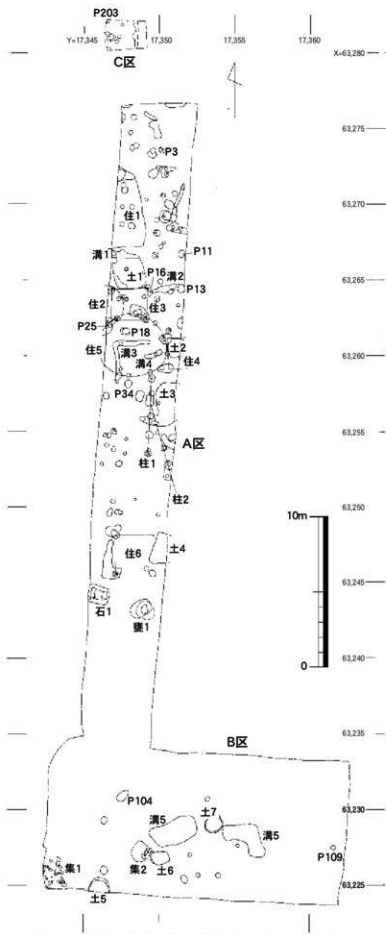 P203
Y=17,345
17,350
17,355
17,361
X=63,280
C区
63,275
P3
63,270
住1
溝1
P11
土1
P16
溝2
63,265
住2
住3
P13
P25
P18
住5
溝3
土2
63,260
溝4
住4
P34
土3
63,255
A区
柱1
柱2
63,250
10m
住6
土4
63,245
石1
甕1
0
63,240
63,235
B区
P104
土7
63,230
溝5
溝5
集1
集2
土6
P109
土5
63,225